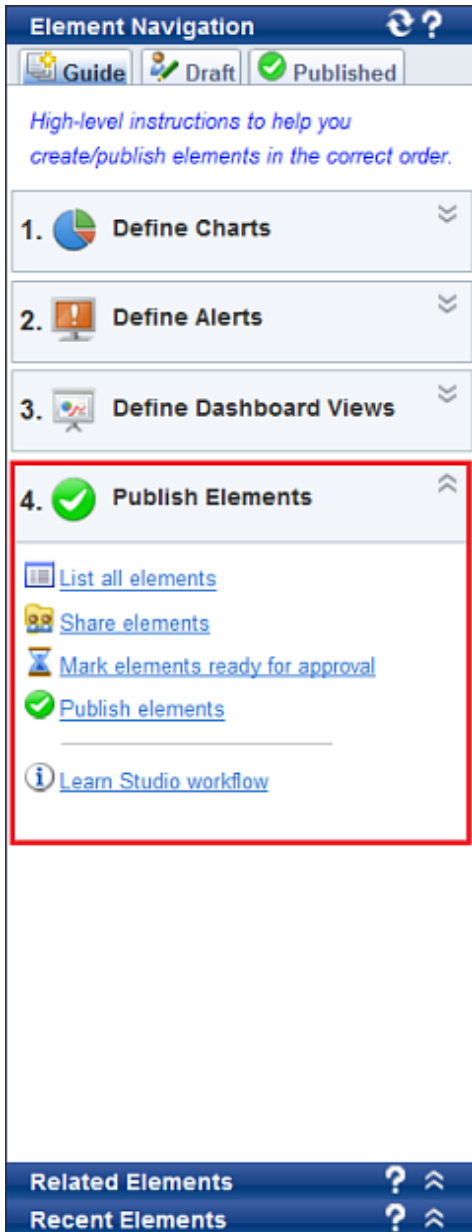 Element Navigation ?
Guide Draft Published
High-level instructions to help you
create/publish elements in the correct order.
1. Define Charts
2. Define Alerts
3. Define Dashboard Views
4. Publish Elements
List all elements
Share elements
Mark elements ready for approval
Publish elements
Learn Studio workflow
Related Elements ?
Recent Elements ?